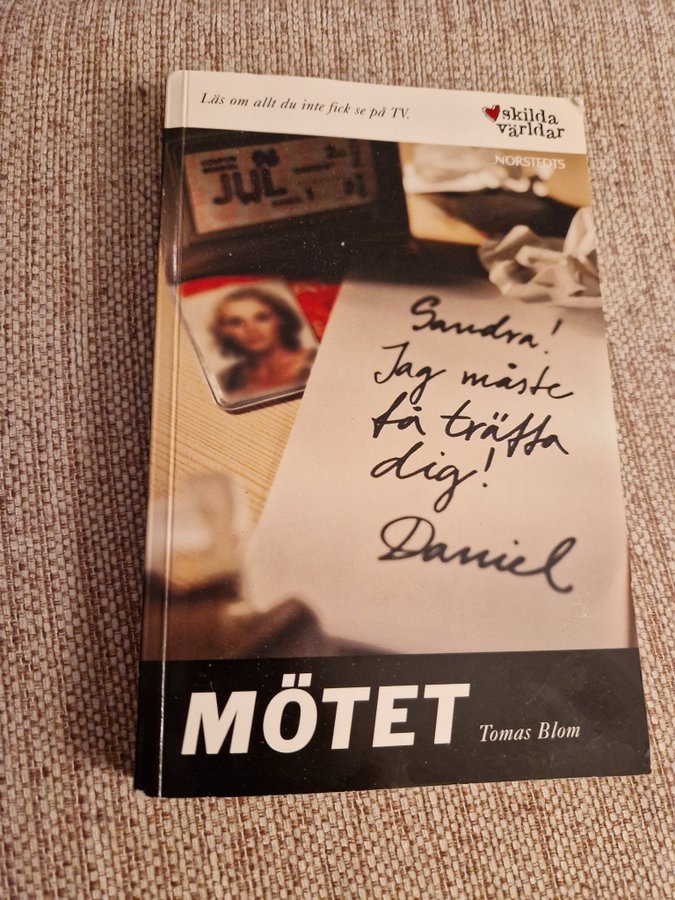 Läs om allt du inte fick se på TV.
skilda
världar
NORSTEDTS
JUL
Sandra!
Jag måste
få träffa
dig!
Daniel
MÖTET
Tomas Blom